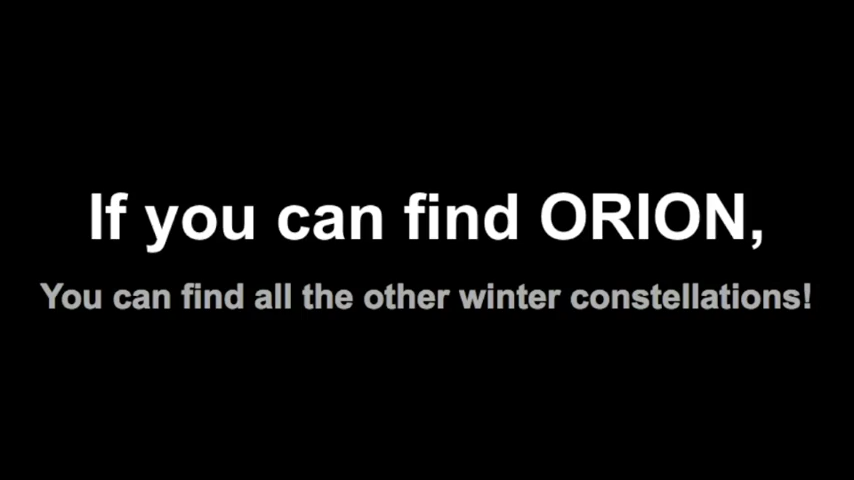 If you can find ORION,
You can find all the other winter constellations!